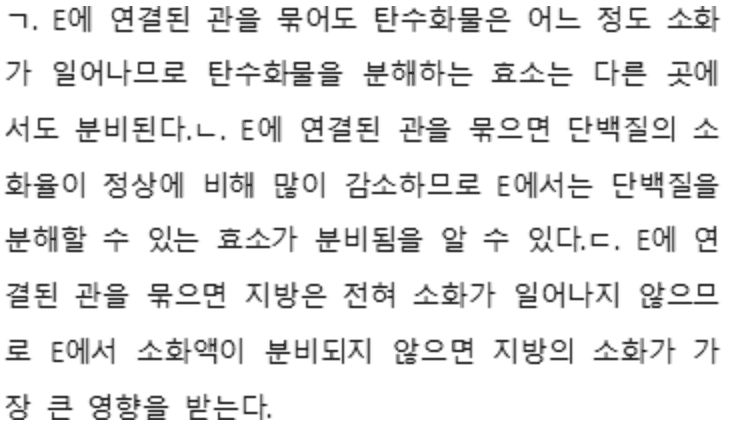 ㄱ. E에 연결된 관을 묶어도 탄수화물은 어느 정도 소화
가 일어나므로 탄수화물을 분해하는 효소는 다른 곳에
서도 분비된다.ㄴ. E에 연결된 관을 묶으면 단백질의 소
화율이 정상에 비해 많이 감소하므로 E에서는 단백질을
분해할 수 있는 효소가 분비됨을 알 수 있다.ㄷ. E에 연
결된 관을 묶으면 지방은 전혀 소화가 일어나지 않으므
로 E에서 소화액이 분비되지 않으면 지방의 소화가 가
장 큰 영향을 받는다.